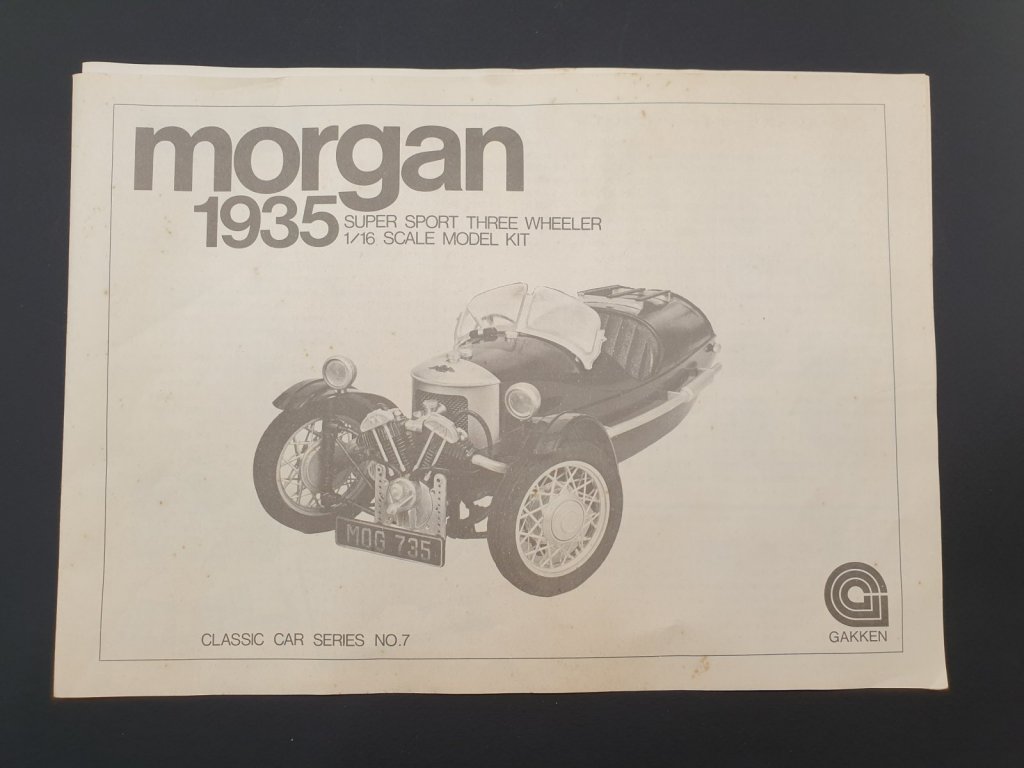 morgan
1935 SUPER SPORT THREE WHEELER
1/16 SCALE MODEL KIT
MOG 735
GAKKEN
CLASSIC CAR SERIES NO.7